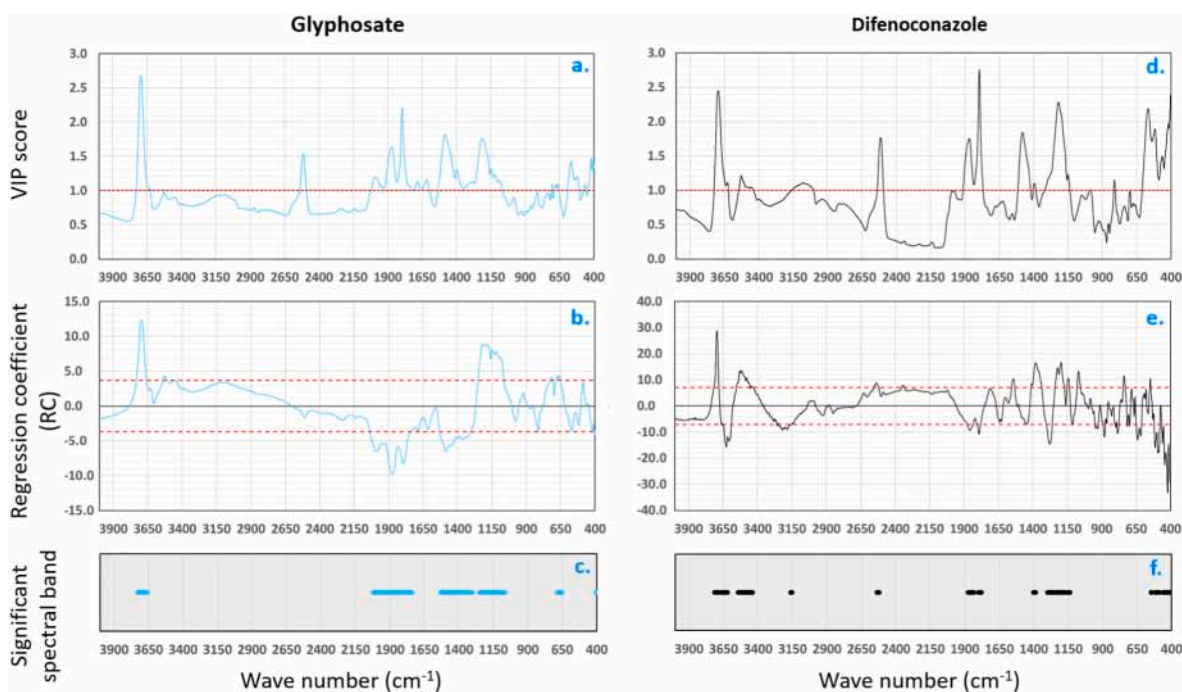 Glyphosate
Difenoconazole
VIP score
3.0
2.5
2.0
1.5
1.0
0.5
0.0
a.
3900 3650 3400 3150 2900 2650 2400 2150 1900 1650 1400 1150 900 650 400
3.0
2.5
2.0
1.5
1.0
0.5
0.0
d.
3900 3650 3400 3150 2900 2650 2400 2150 1900 1650 1400 1150 900 650 400
Regression coefficient
(RC)
15.0
10.0
5.0
0.0
-5.0
-10.0
-15.0
b.
3900 3650 3400 3150 2900 2650 2400 2150 1900 1650 1400 1150 900 650 400
40.0
30.0
20.0
10.0
0.0
-10.0
-20.0
-30.0
-40.0
e.
3900 3650 3400 3150 2900 2650 2400 2150 1900 1650 1400 1150 900 650 400
Significant
spectral band
c.
3900 3650 3400 3150 2900 2650 2400 2150 1900 1650 1400 1150 900 650 400
Wave number (cm⁻¹)
f.
3900 3650 3400 3150 2900 2650 2400 2150 1900 1650 1400 1150 900 650 400
Wave number (cm⁻¹)